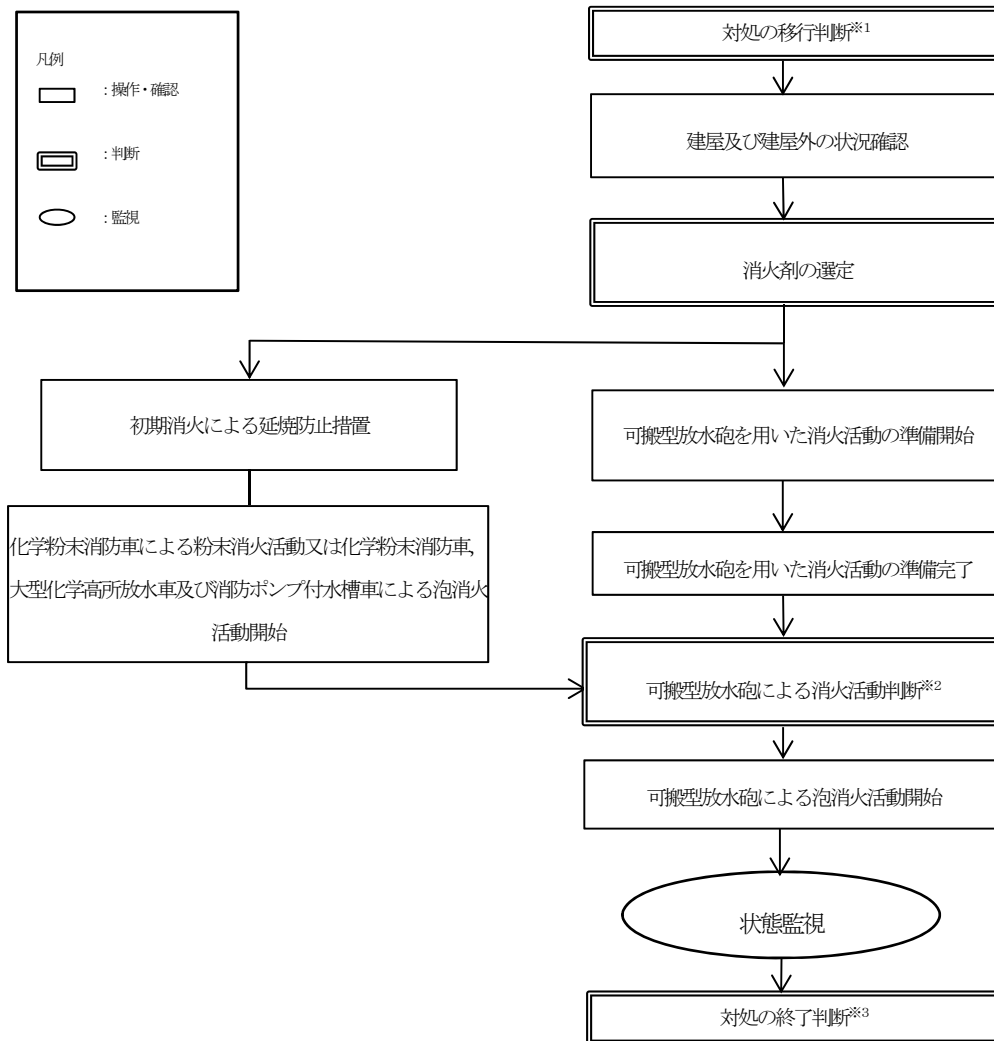 凡例
:操作・確認
:判断
:監視
対処の移行判断※1
建屋及び建屋外の状況確認
消火剤の選定
初期消火による延焼防止措置
化学粉末消防車による粉末消火活動又は化学粉末消防車,
大型化学高所放水車及び消防ポンプ付水槽車による泡消火
活動開始
可搬型放水砲を用いた消火活動の準備開始
可搬型放水砲を用いた消火活動の準備完了
可搬型放水砲による消火活動判断※2
可搬型放水砲による泡消火活動開始
状態監視
対処の終了判断※3